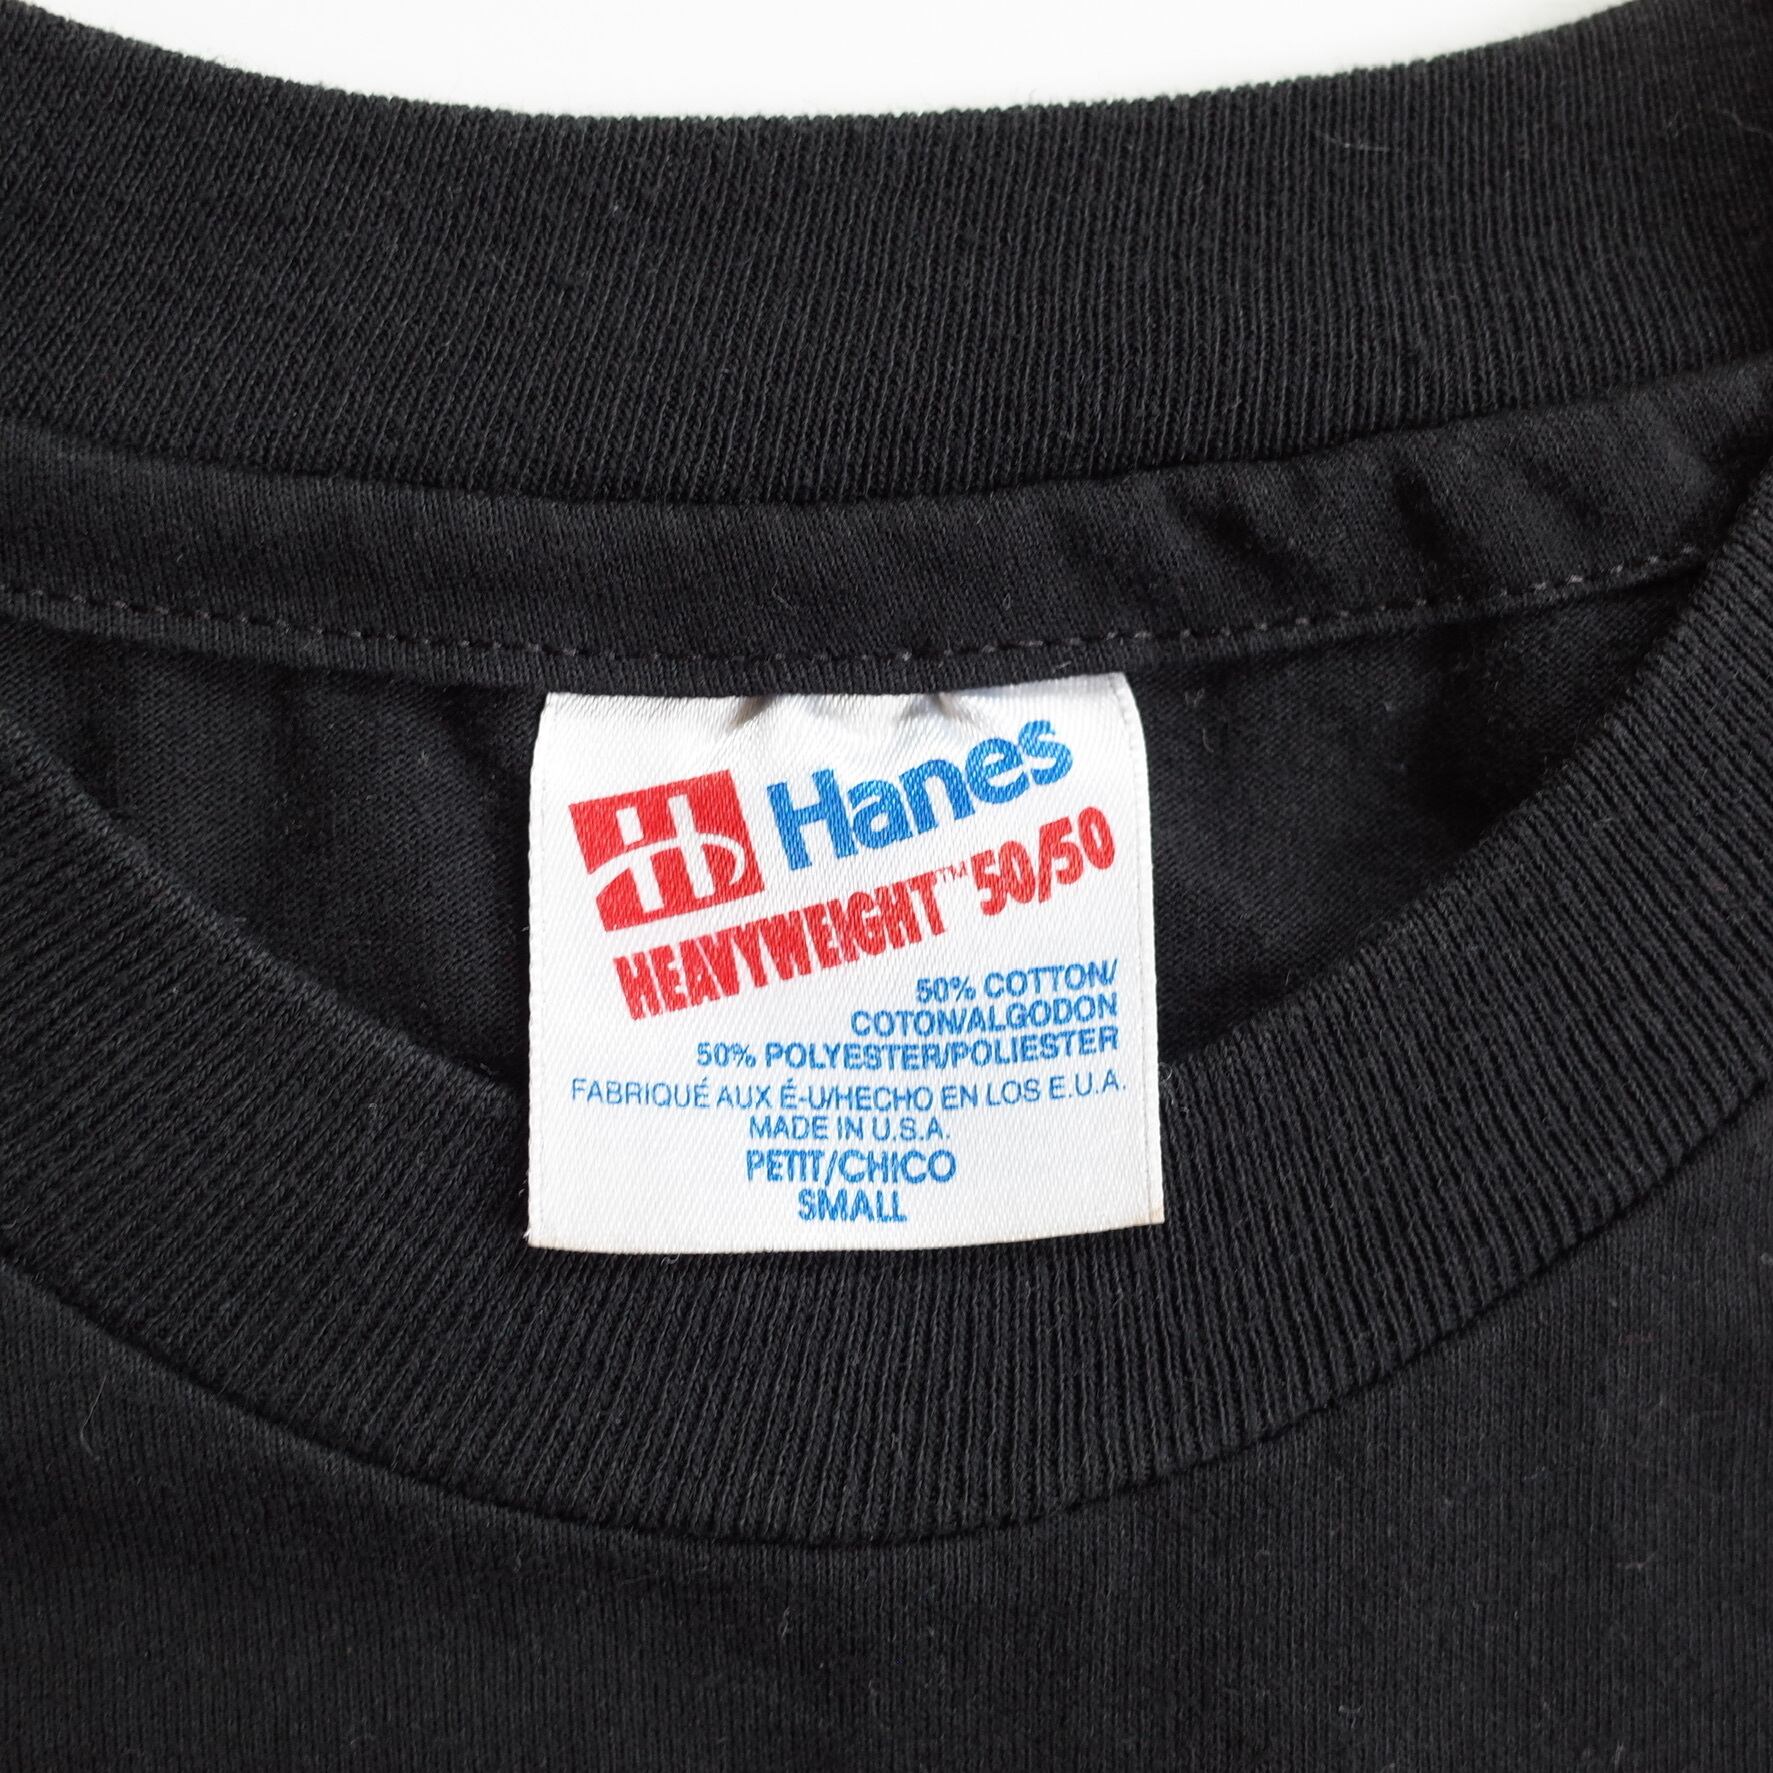 Hanes
HEAVYWEIGHT™ 50/50
50% COTTON/
COTON/ALGODON
50% POLYESTER/POLIESTER
FABRIQUÉ AUX É-U/HECHO EN LOS E.U.A.
MADE IN U.S.A.
PETIT/CHICO
SMALL